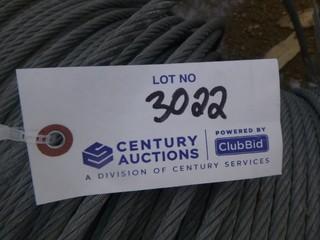 LOT NO
3022
CENTURY AUCTIONS
POWERED BY
ClubBid
A DIVISION OF CENTURY SERVICES